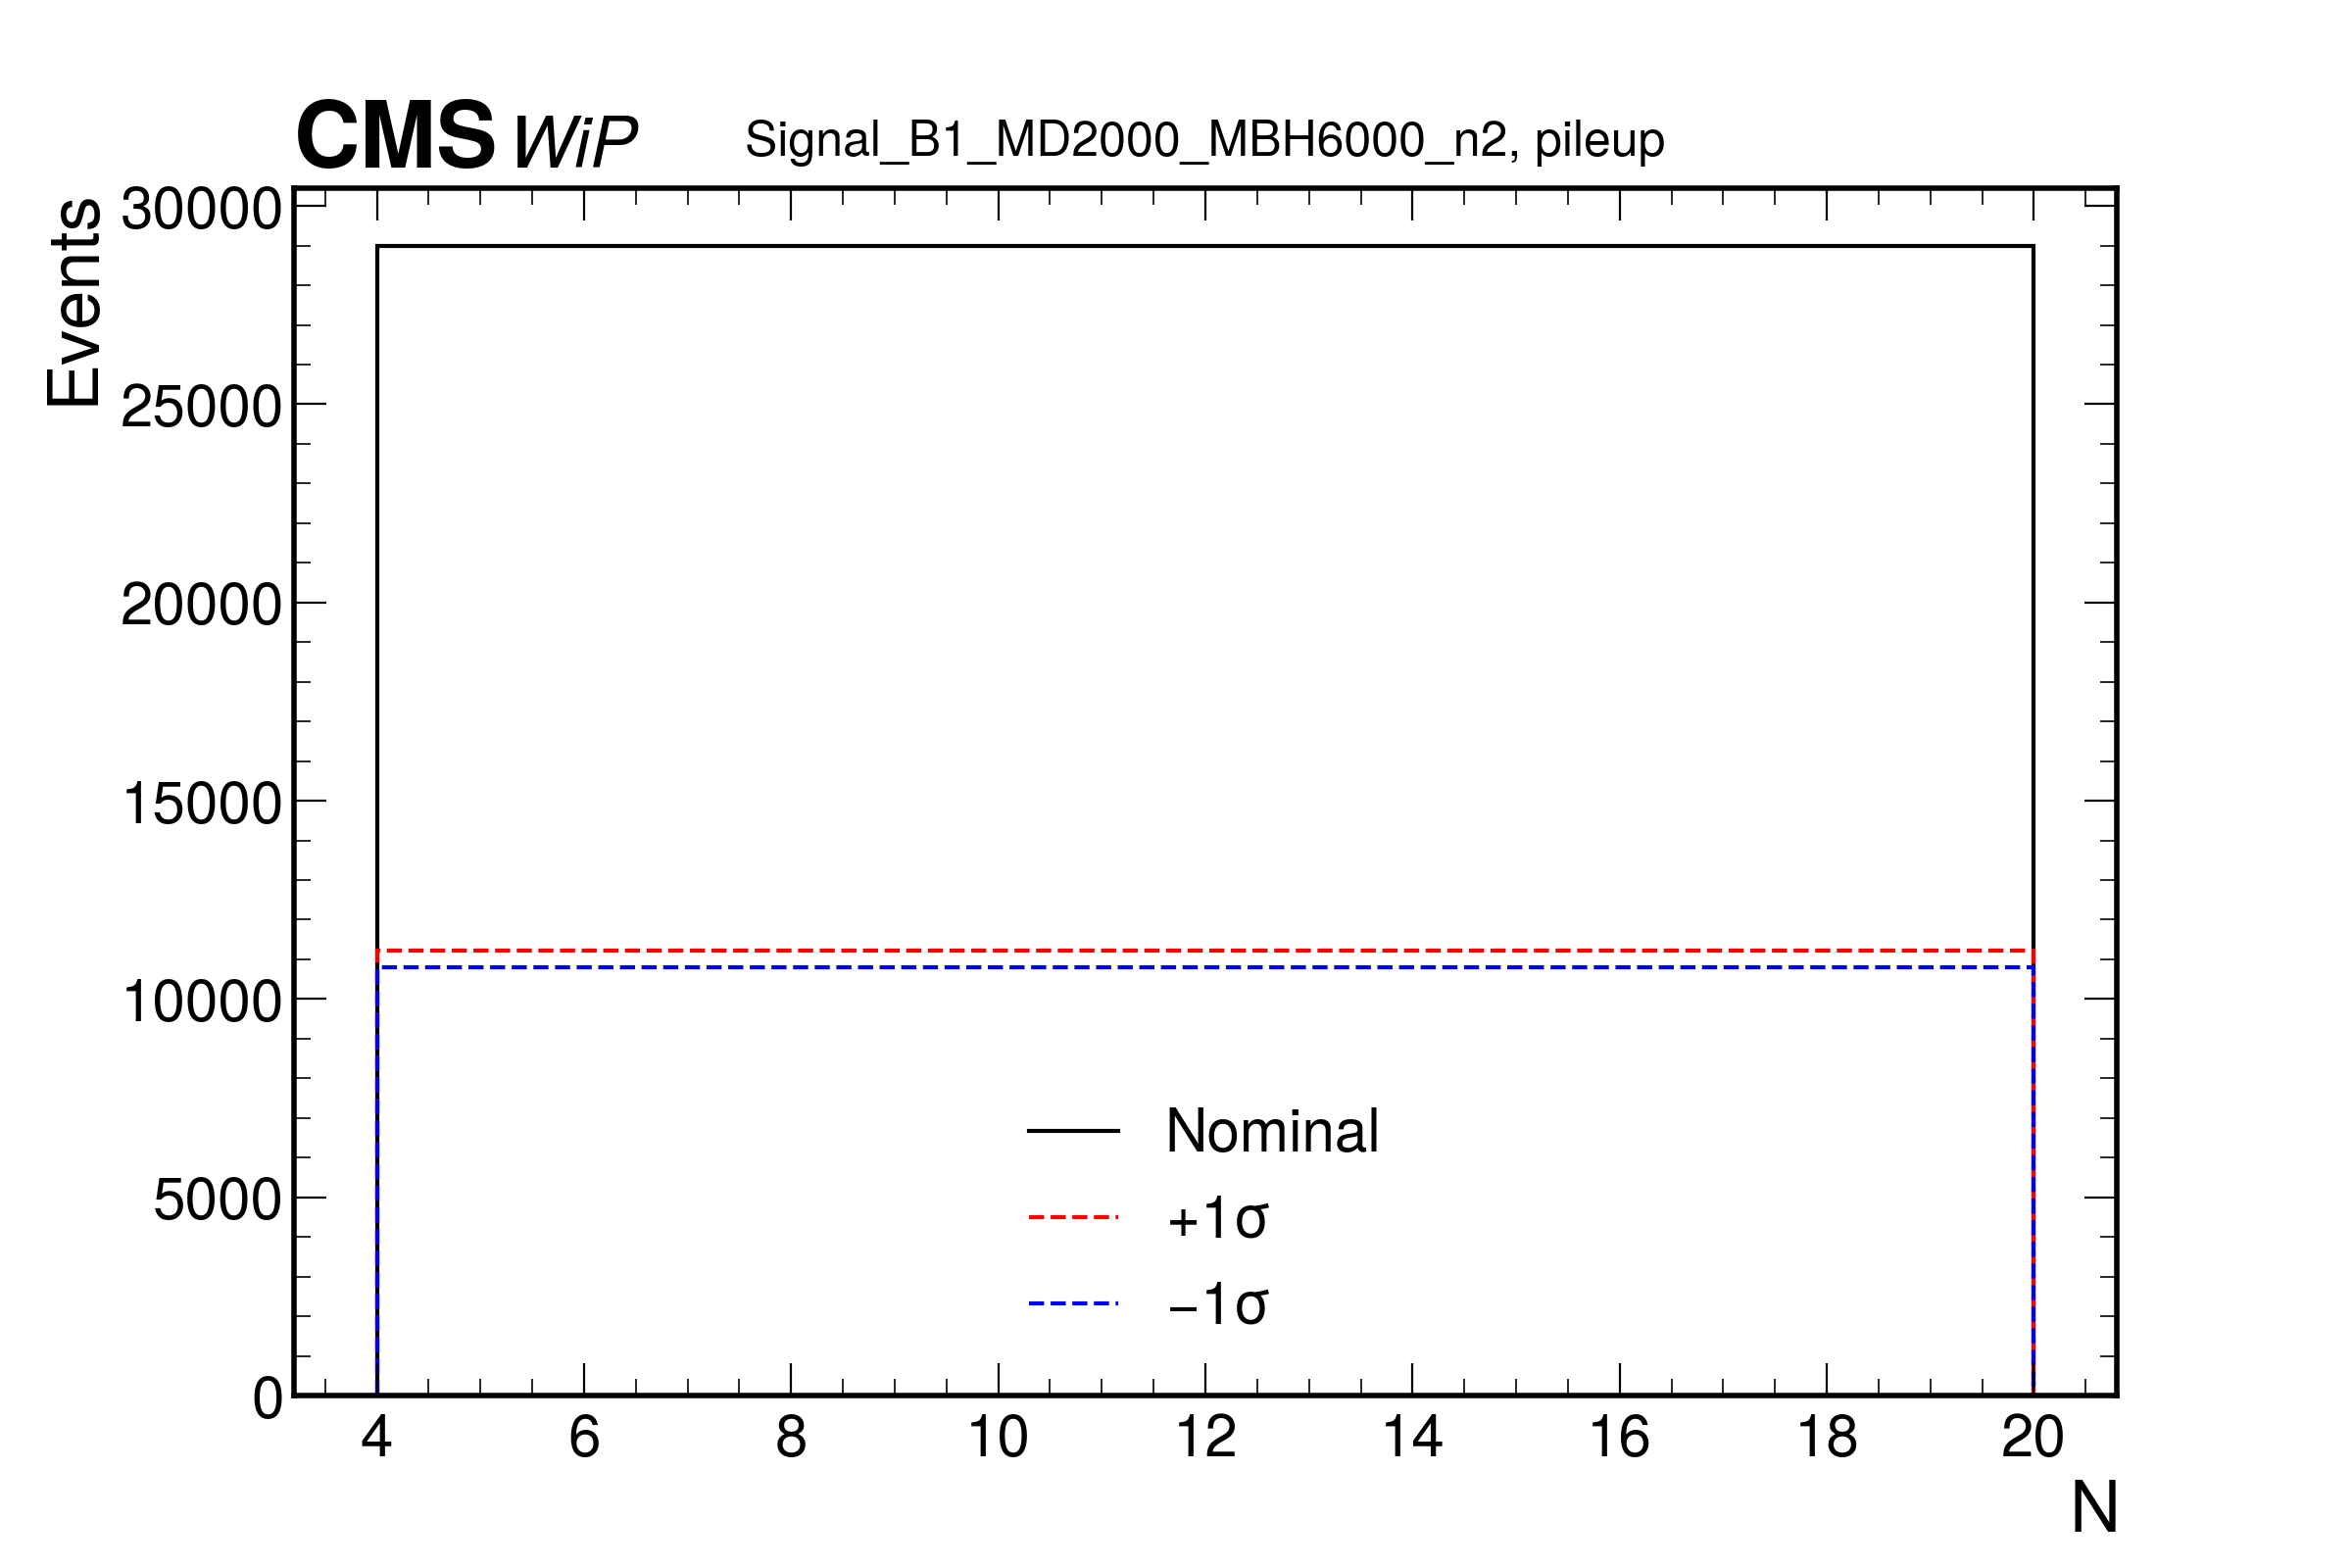 CMS WiP Signal_B1_MD2000_MBH6000_n2, pileup
Events
30000
25000
20000
15000
10000
5000
0
Nominal
+1σ
−1σ
4 6 8 10 12 14 16 18 20
N